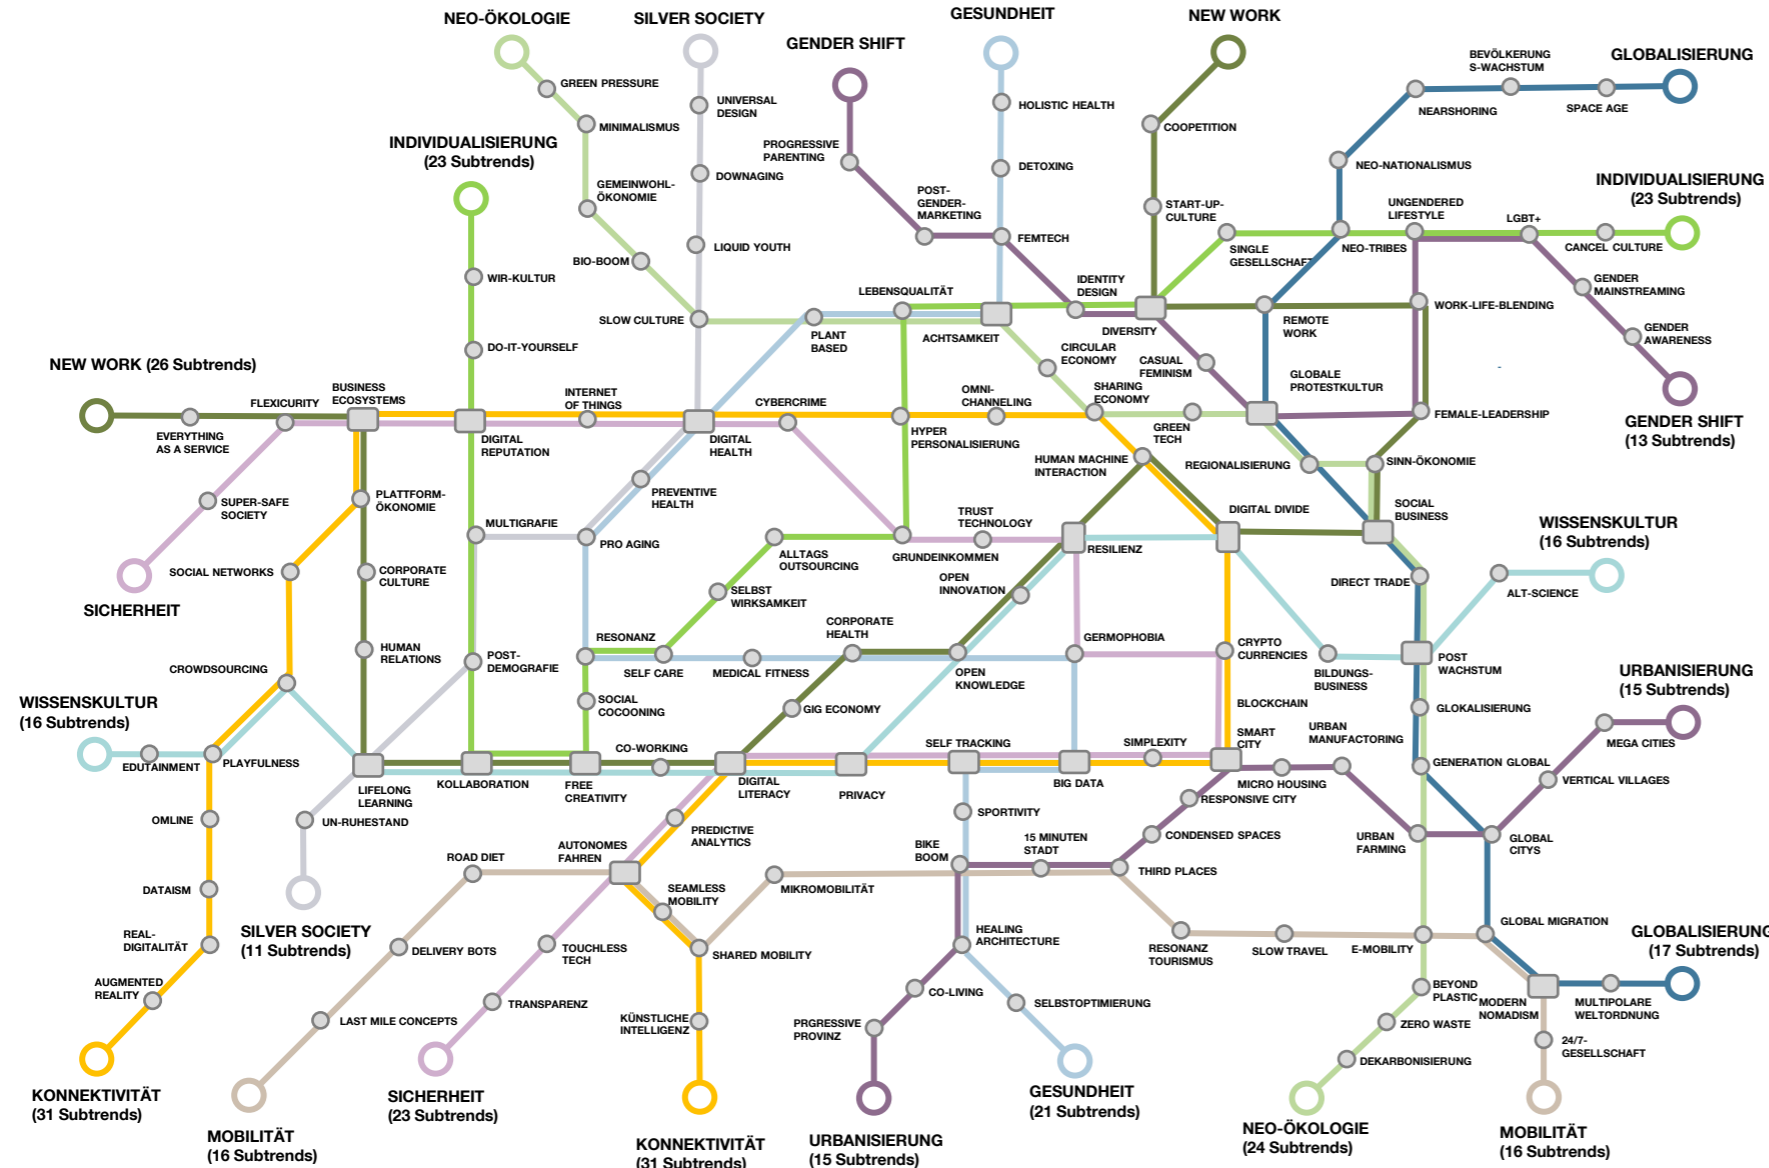 NEO-ÖKOLOGIE
SILVER SOCIETY
GESUNDHEIT
NEW WORK
GENDER SHIFT
GLOBALISIERUNG
BEVÖLKERUNG
S-WACHSTUM
GREEN PRESSURE
UNIVERSAL
DESIGN
HOLISTIC HEALTH
NEARSHORING
SPACE AGE
MINIMALISMUS
COOPETITION
INDIVIDUALISIERUNG
(23 Subtrends)
PROGRESSIVE
PARENTING
DETOXING
NEO-NATIONALISMUS
DOWNAGING
INDIVIDUALISIERUNG
(23 Subtrends)
GEMEINWOHL-
ÖKONOMIE
POST-
GENDER-
MARKETING
START-UP-
CULTURE
UNGENDERED
LIFESTYLE
LGBT+
LIQUID YOUTH
FEMTECH
SINGLE
GESELLSCHAFT
NEO-TRIBES
CANCEL CULTURE
BIO-BOOM
WIR-KULTUR
LEBENSQUALITÄT
IDENTITY
DESIGN
GENDER
MAINSTREAMING
SLOW CULTURE
PLANT
BASED
ACHTSAMKEIT
DIVERSITY
REMOTE
WORK
WORK-LIFE-BLENDING
DO-IT-YOURSELF
CIRCULAR
ECONOMY
CASUAL
FEMINISM
GENDER
AWARENESS
NEW WORK (26 Subtrends)
GLOBALE
PROTESTKULTUR
-
FLEXICURITY
BUSINESS
ECOSYSTEMS
INTERNET
OF THINGS
CYBERCRIME
OMNI-
CHANNELING
SHARING
ECONOMY
EVERYTHING
AS A SERVICE
DIGITAL
REPUTATION
DIGITAL
HEALTH
HYPER
PERSONALISIERUNG
GREEN
TECH
FEMALE-LEADERSHIP
GENDER SHIFT
(13 Subtrends)
HUMAN MACHINE
INTERACTION
REGIONALISIERUNG
SINN-ÖKONOMIE
SUPER-SAFE
SOCIETY
PLATTFORM-
ÖKONOMIE
PREVENTIVE
HEALTH
MULTIGRAFIE
PRO AGING
TRUST
TECHNOLOGY
DIGITAL DIVIDE
SOCIAL
BUSINESS
WISSENSKULTUR
(16 Subtrends)
ALLTAGS
OUTSOURCING
GRUNDEINKOMMEN
RESILIENZ
SOCIAL NETWORKS
CORPORATE
CULTURE
OPEN
INNOVATION
DIRECT TRADE
ALT-SCIENCE
SICHERHEIT
SELBST
WIRKSAMKEIT
RESONANZ
CORPORATE
HEALTH
GERMOPHOBIA
CRYPTO
CURRENCIES
HUMAN
RELATIONS
POST-
DEMOGRAFIE
SELF CARE
MEDICAL FITNESS
OPEN
KNOWLEDGE
BILDUNGS-
BUSINESS
POST
WACHSTUM
CROWDSOURCING
URBANISIERUNG
(15 Subtrends)
WISSENSKULTUR
(16 Subtrends)
SOCIAL
COCOONING
GIG ECONOMY
BLOCKCHAIN
GLOKALISIERUNG
URBAN
MANUFACTORING
MEGA CITIES
CO-WORKING
SELF TRACKING
SIMPLEXITY
SMART
CITY
EDUTAINMENT
PLAYFULNESS
GENERATION GLOBAL
VERTICAL VILLAGES
LIFELONG
LEARNING
KOLLABORATION
FREE
CREATIVITY
DIGITAL
LITERACY
PRIVACY
BIG DATA
MICRO HOUSING
RESPONSIVE CITY
OMLINE
UN-RUHESTAND
SPORTIVITY
PREDICTIVE
ANALYTICS
15 MINUTEN
STADT
CONDENSED SPACES
URBAN
FARMING
GLOBAL
CITYS
ROAD DIET
AUTONOMES
FAHREN
BIKE
BOOM
THIRD PLACES
DATAISM
SEAMLESS
MOBILITY
MIKROMOBILITÄT
REAL-
DIGITALITÄT
SILVER SOCIETY
(11 Subtrends)
DELIVERY BOTS
TOUCHLESS
TECH
SHARED MOBILITY
HEALING
ARCHITECTURE
RESONANZ
TOURISMUS
SLOW TRAVEL
E-MOBILITY
GLOBAL MIGRATION
GLOBALISIERUNG
(17 Subtrends)
AUGMENTED
REALITY
TRANSPARENZ
CO-LIVING
SELBSTOPTIMIERUNG
BEYOND
PLASTIC
MODERN
NOMADISM
MULTIPOLARE
WELTORDNUNG
LAST MILE CONCEPTS
KÜNSTLICHE
INTELLIGENZ
PRGRESSIVE
PROVINZ
ZERO WASTE
24/7-
GESELLSCHAFT
DEKARBONISIERUNG
KONNEKTIVITÄT
(31 Subtrends)
SICHERHEIT
(23 Subtrends)
GESUNDHEIT
(21 Subtrends)
MOBILITÄT
(16 Subtrends)
KONNEKTIVITÄT
(31 Subtrends)
URBANISIERUNG
(15 Subtrends)
NEO-ÖKOLOGIE
(24 Subtrends)
MOBILITÄT
(16 Subtrends)